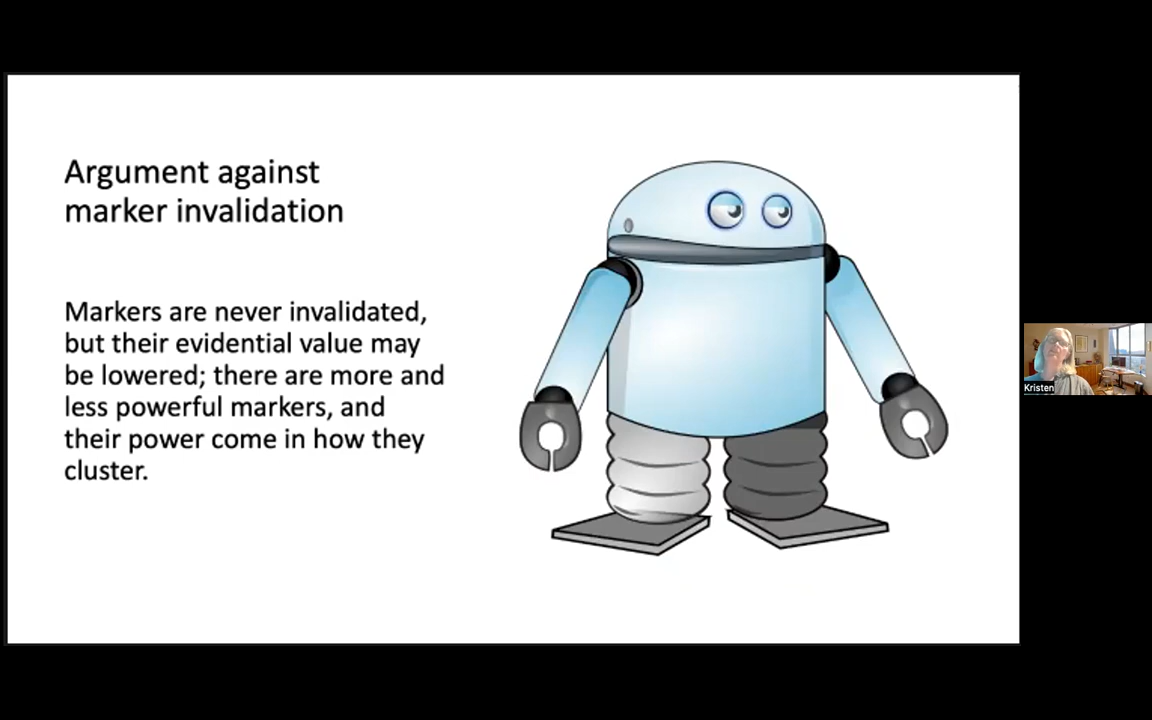 Argument against
marker invalidation
Markers are never invalidated,
but their evidential value may
be lowered; there are more and
less powerful markers, and
their power come in how they
cluster.
Kristen